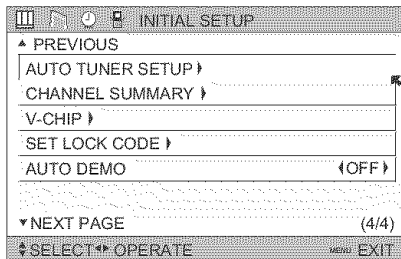 INITIAL SETUP
▲ PREVIOUS
AUTO TUNER SETUP
CHANNEL SUMMARY
V-CHIP
SET LOCK CODE
AUTO DEMO (OFF)
▼NEXT PAGE (4/4)
SELECT OPERATE MENU EXIT